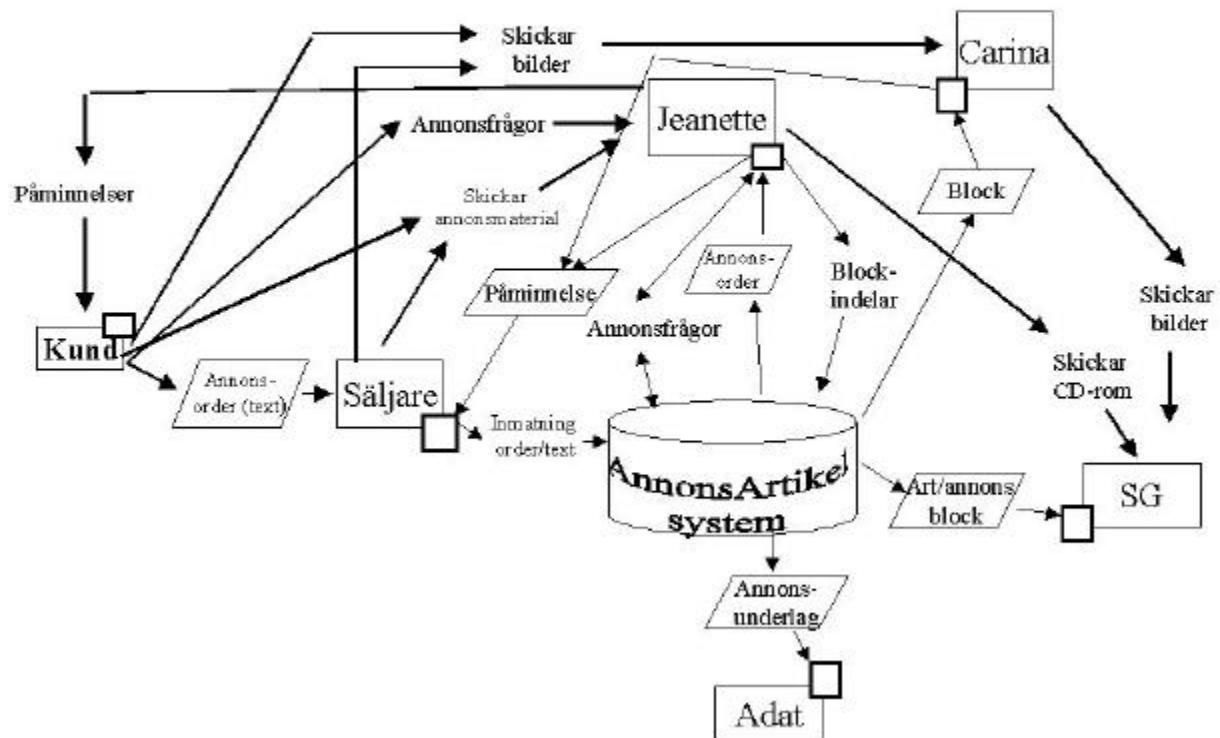 Skickar
bilder
Carina
Annonsfrågor
Jeanette
Påminnelser
Skickar
annonsmaterial
Block
Annons-
order
Block-
indelar
Påminnelse
Annonsfrågor
Skickar
bilder
Kund
Annons-
order (text)
Säljare
Skickar
CD-rom
Inmatning
order/text
AnnonsArtikel
system
Art/annons
block
SG
Annons-
underlag
Adat